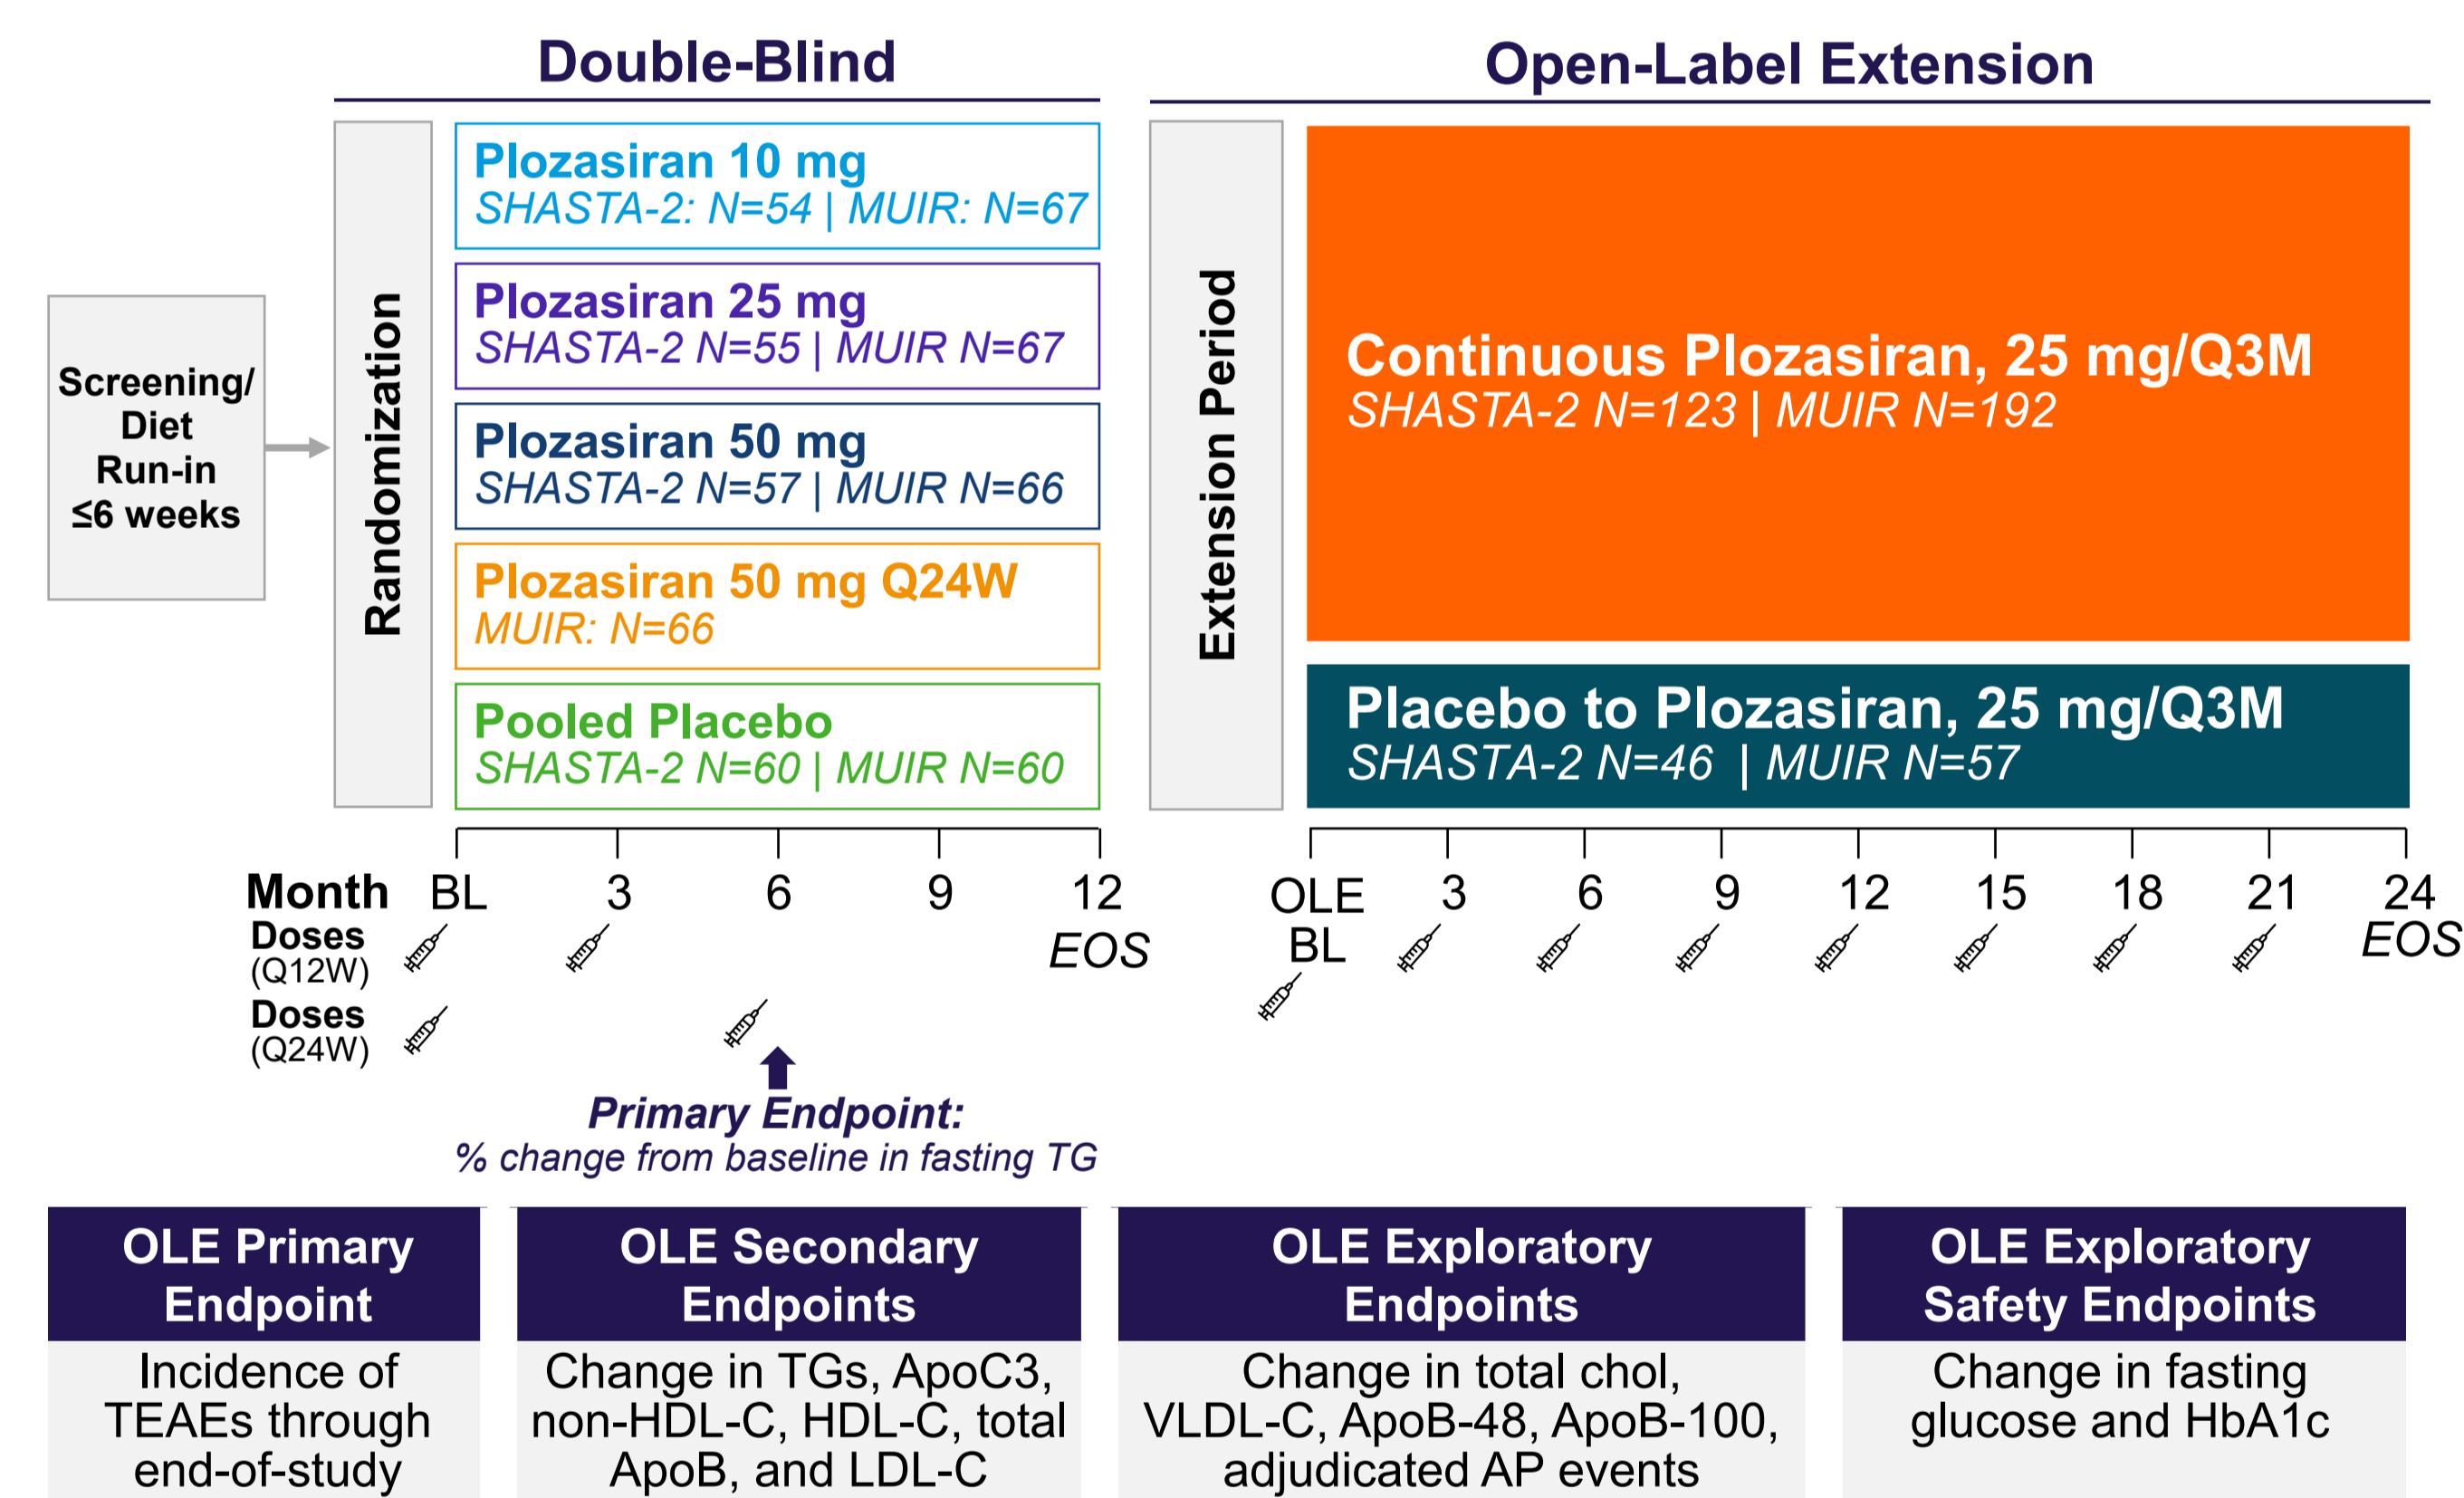 Double-Blind
Open-Label Extension
Screening/
Diet
Run-in
≤6 weeks
Randomization
Plozasiran 10 mg
SHASTA-2: N=54 | MUIR: N=67
Plozasiran 25 mg
SHASTA-2 N=55 | MUIR N=67
Plozasiran 50 mg
SHASTA-2 N=57 | MUIR N=66
Plozasiran 50 mg Q24W
MUIR: N=66
Pooled Placebo
SHASTA-2 N=60 | MUIR N=60
Extension Period
Continuous Plozasiran, 25 mg/Q3M
SHASTA-2 N=123 | MUIR N=192
Placebo to Plozasiran, 25 mg/Q3M
SHASTA-2 N=46 | MUIR N=57
Month BL 3 6 9 12
EOS
OLE BL 3 6 9 12 15 18 21 24
EOS
Doses
(Q12W)
Doses
(Q24W)
Primary Endpoint:
% change from baseline in fasting TG
OLE Primary
Endpoint
Incidence of
TEAEs through
end-of-study
OLE Secondary
Endpoints
Change in TGs, ApoC3,
non-HDL-C, HDL-C, total
ApoB, and LDL-C
OLE Exploratory
Endpoints
Change in total chol,
VLDL-C, ApoB-48, ApoB-100,
adjudicated AP events
OLE Exploratory
Safety Endpoints
Change in fasting
glucose and HbA1c